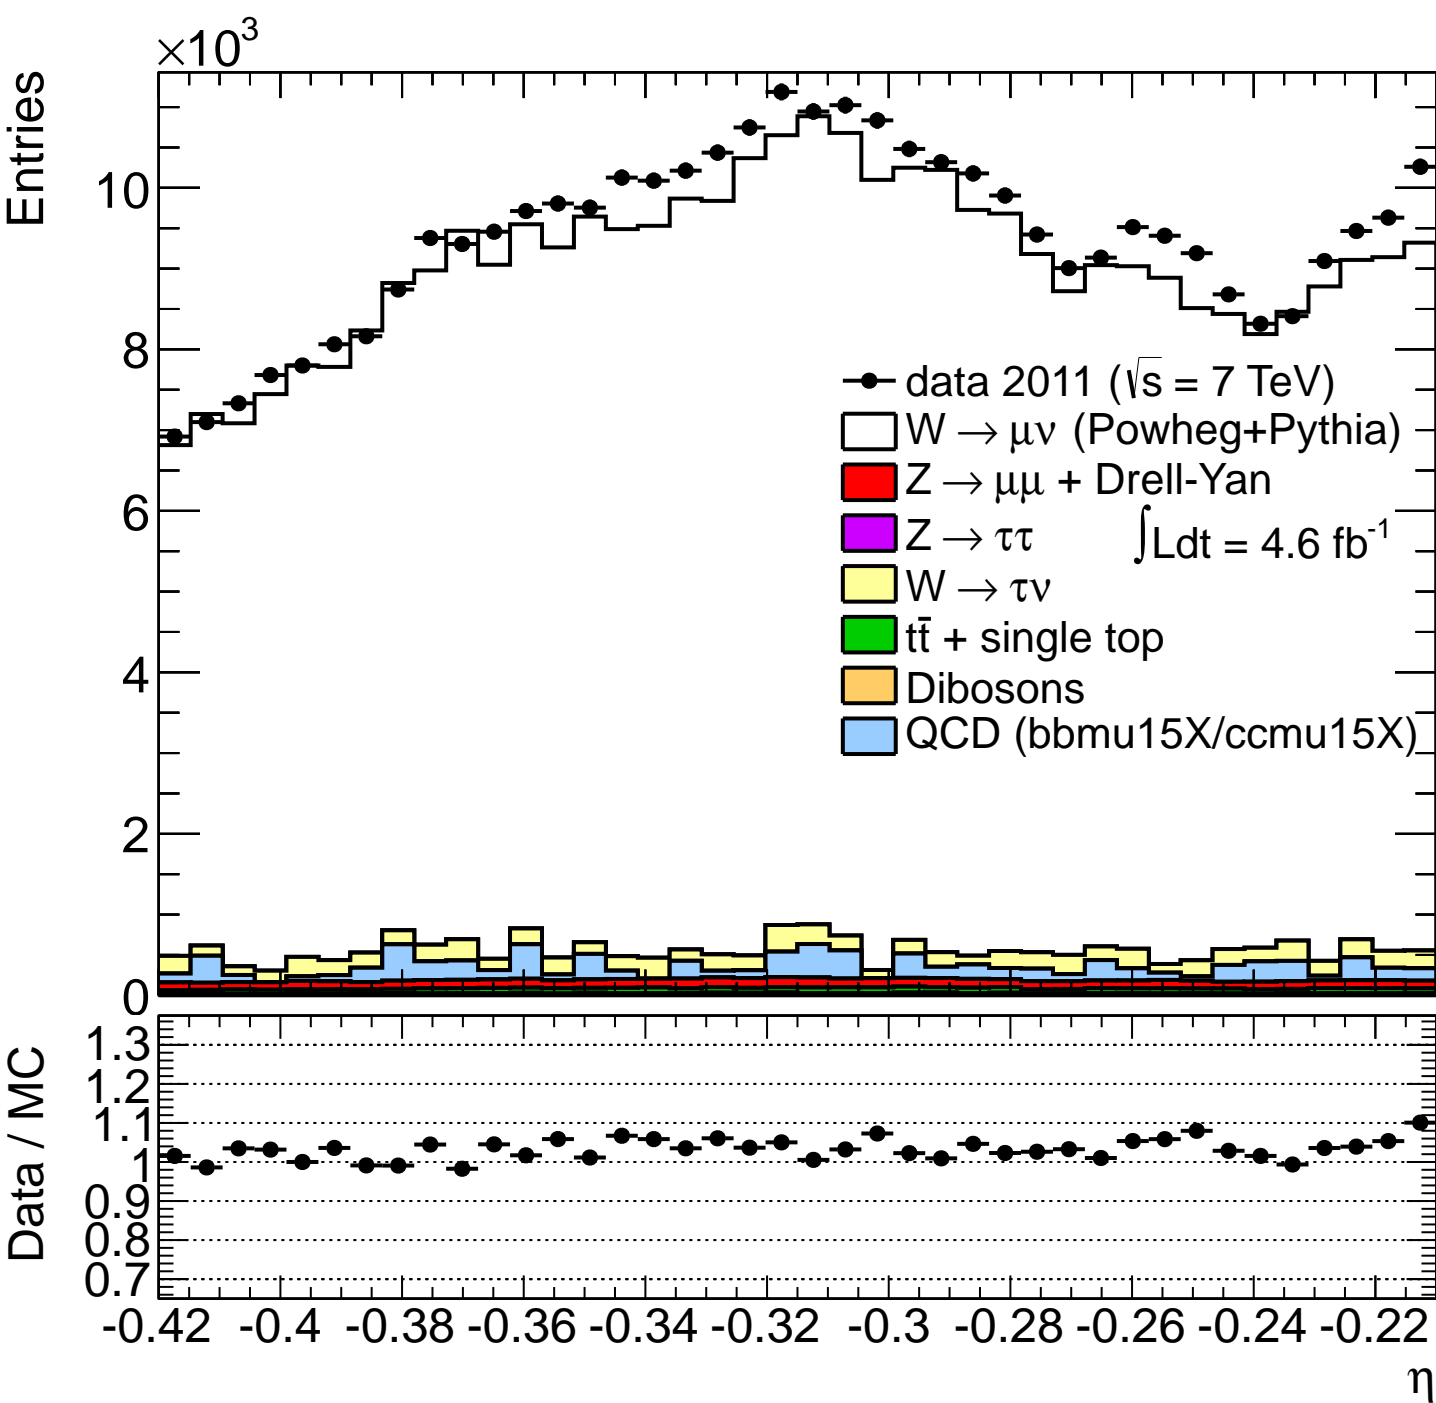 ×10³
Entries
10
8
6
4
2
0
data 2011 (√s = 7 TeV)
W → μν (Powheg+Pythia)
Z → μμ + Drell-Yan
Z → ττ
∫Ldt = 4.6 fb⁻¹
W → τν
tt̄ + single top
Dibosons
QCD (bbmu15X/ccmu15X)
Data / MC
1.3
1.2
1.1
1
0.9
0.8
0.7
-0.42 -0.4 -0.38 -0.36 -0.34 -0.32 -0.3 -0.28 -0.26 -0.24 -0.22
η